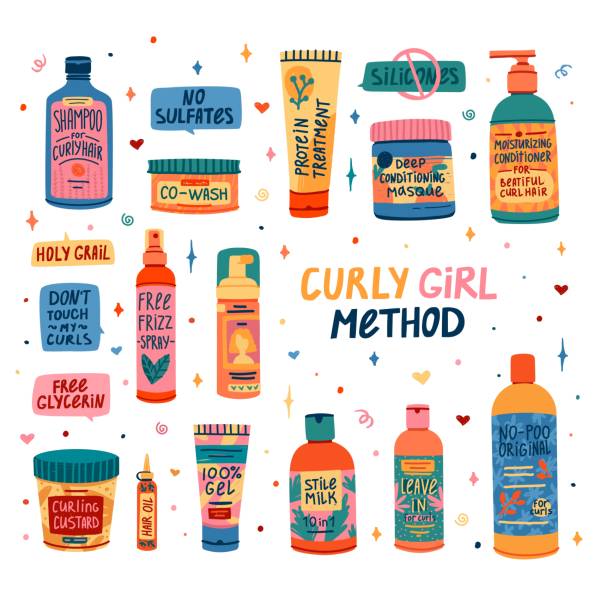 SHAMPOO
for
CURLY HAIR
NO
SULFATES
CO-WASH
PROTEIN
TREATMENT
SILICONES
DEEP
CONDITIONING
MASQUE
MOISTURIZING
CONDITIONER
FOR
BEATIFUL
CURL HAIR
HOLY GRAIL
DON'T
TOUCH
~MY~
CURLS
FREE
GLYCERIN
FREE
FRIZZ
-SPRAY-
CURLY GIRL
METHOD
CURLING
CUSTARD
HAIR OIL
100%
GEL
STILE
MILK
10 in 1
LEAVE
IN
for curls
NO-POO
ORIGINAL
for
curls